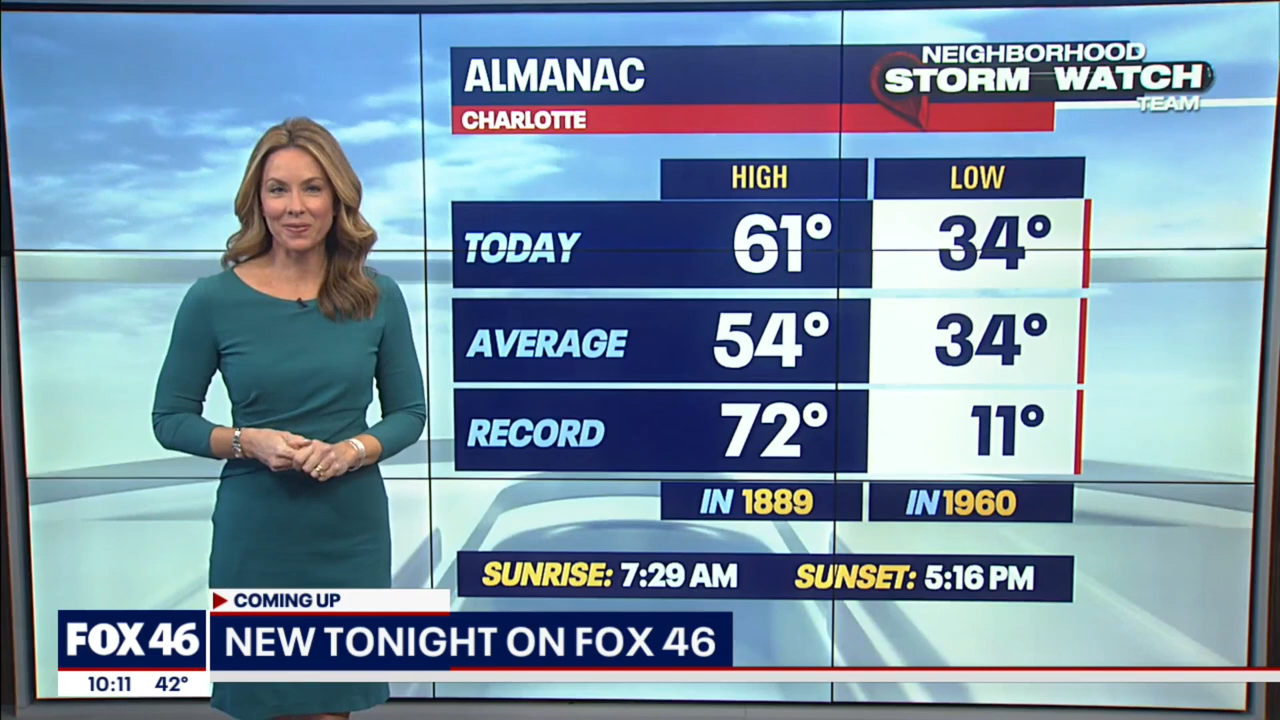 ALMANAC
NEIGHBORHOOD
STORM WATCH
TEAM
CHARLOTTE
HIGH LOW
TODAY 61° 34°
AVERAGE 54° 34°
RECORD 72° 11°
IN 1889 IN 1960
SUNRISE: 7:29 AM SUNSET: 5:16 PM
COMING UP
FOX 46 NEW TONIGHT ON FOX 46
10:11 42°